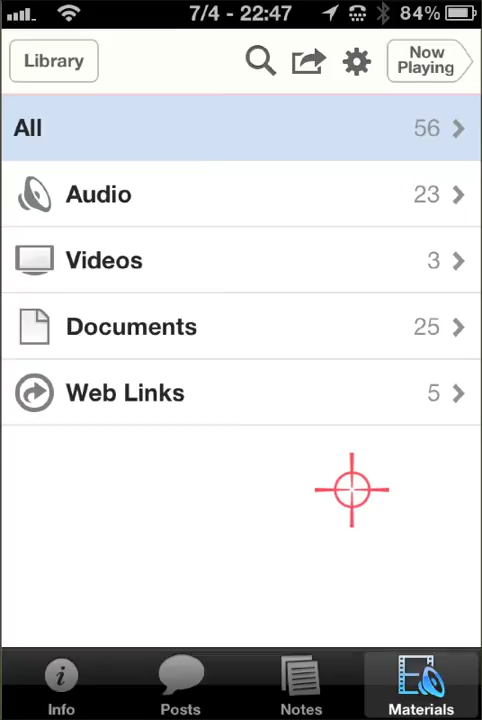 7/4 - 22:47 84%
Library
Now
Playing
All 56
Audio 23
Videos 3
Documents 25
Web Links 5
Info Posts Notes Materials